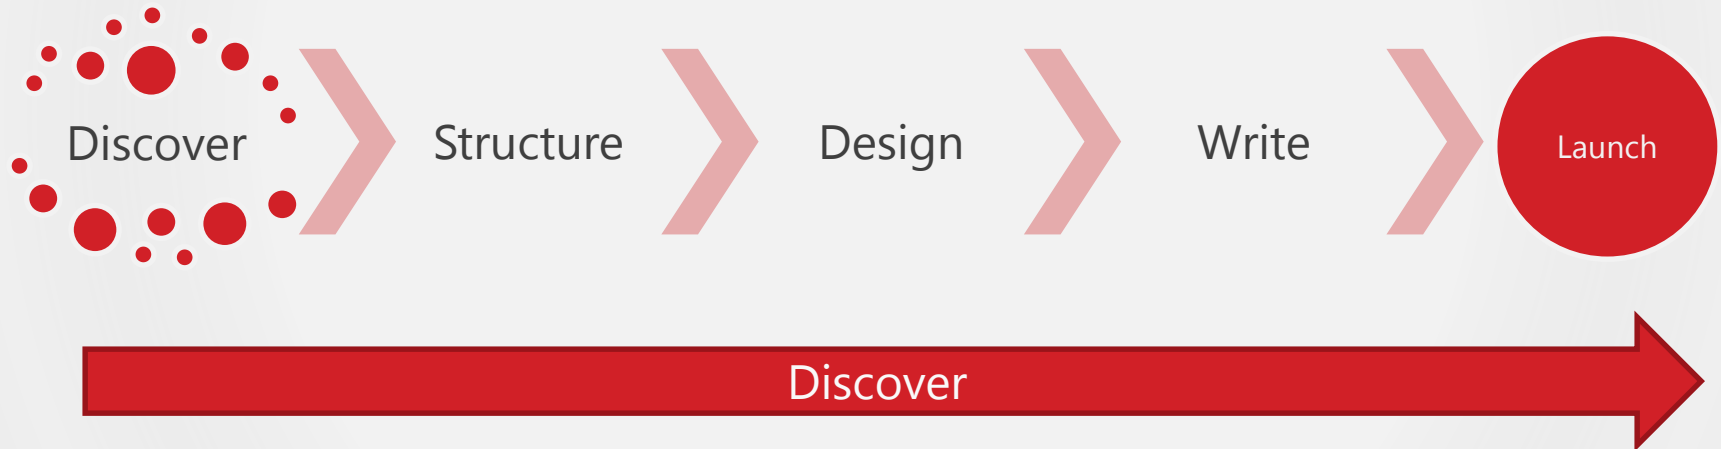 Discover
Structure
Design
Write
Launch
Discover